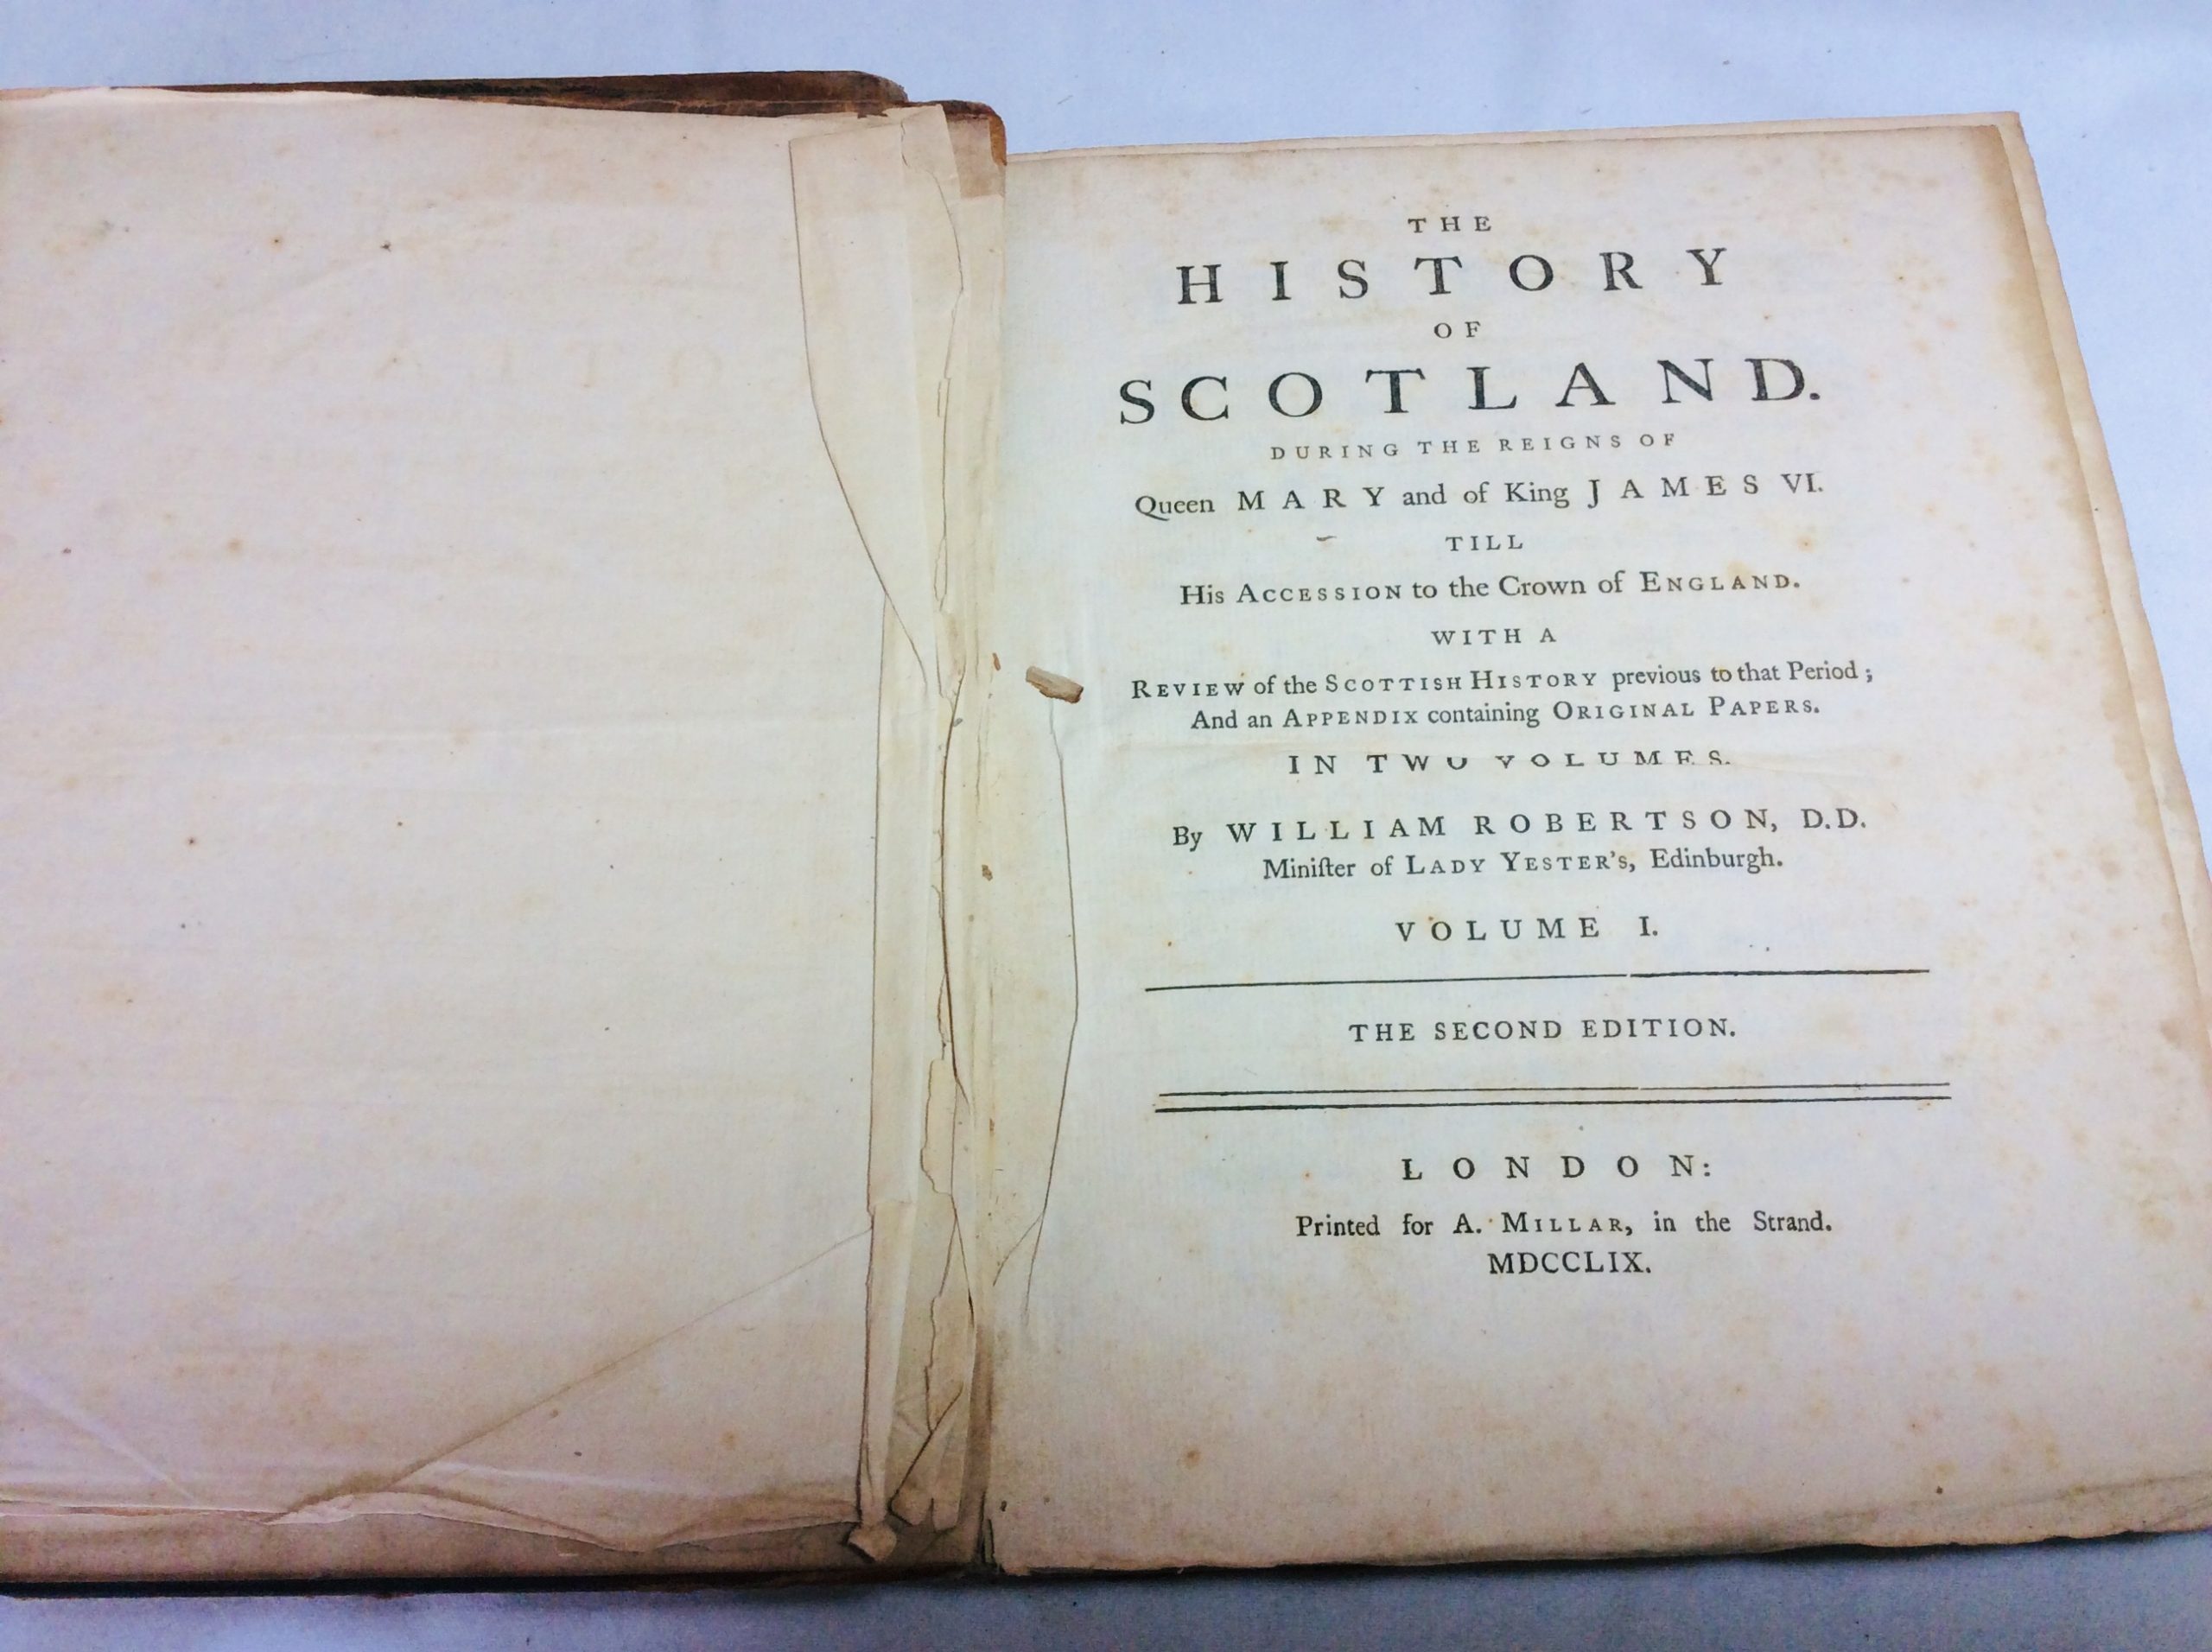 THE
HISTORY
OF
SCOTLAND.
DURING THE REIGNS OF
Queen MARY and of King JAMES VI.
TILL
His ACCESSION to the Crown of ENGLAND.
WITH A
REVIEW of the SCOTTISH HISTORY previous to that Period;
And an APPENDIX containing ORIGINAL PAPERS.
IN TWO VOLUMES.
By WILLIAM ROBERTSON, D.D.
Miniſter of LADY YESTER'S, Edinburgh.
VOLUME I.
THE SECOND EDITION.
LONDON:
Printed for A. MILLAR, in the Strand.
MDCCLIX.